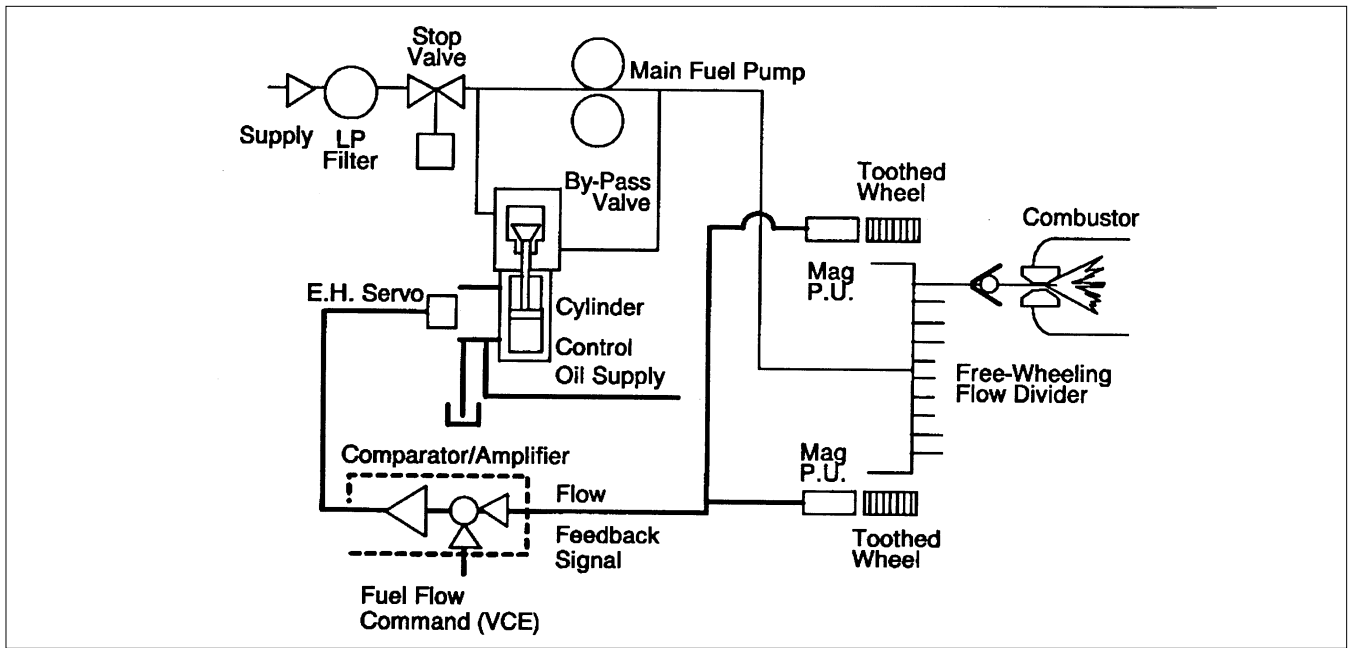 Stop
Valve
Main Fuel Pump
Supply
LP
Filter
By-Pass
Valve
Toothed
Wheel
Combustor
Mag
P.U.
E.H. Servo
Cylinder
Control
Oil Supply
Free-Wheeling
Flow Divider
Comparator/Amplifier
Mag
P.U.
Flow
Feedback
Signal
Toothed
Wheel
Fuel Flow
Command (VCE)